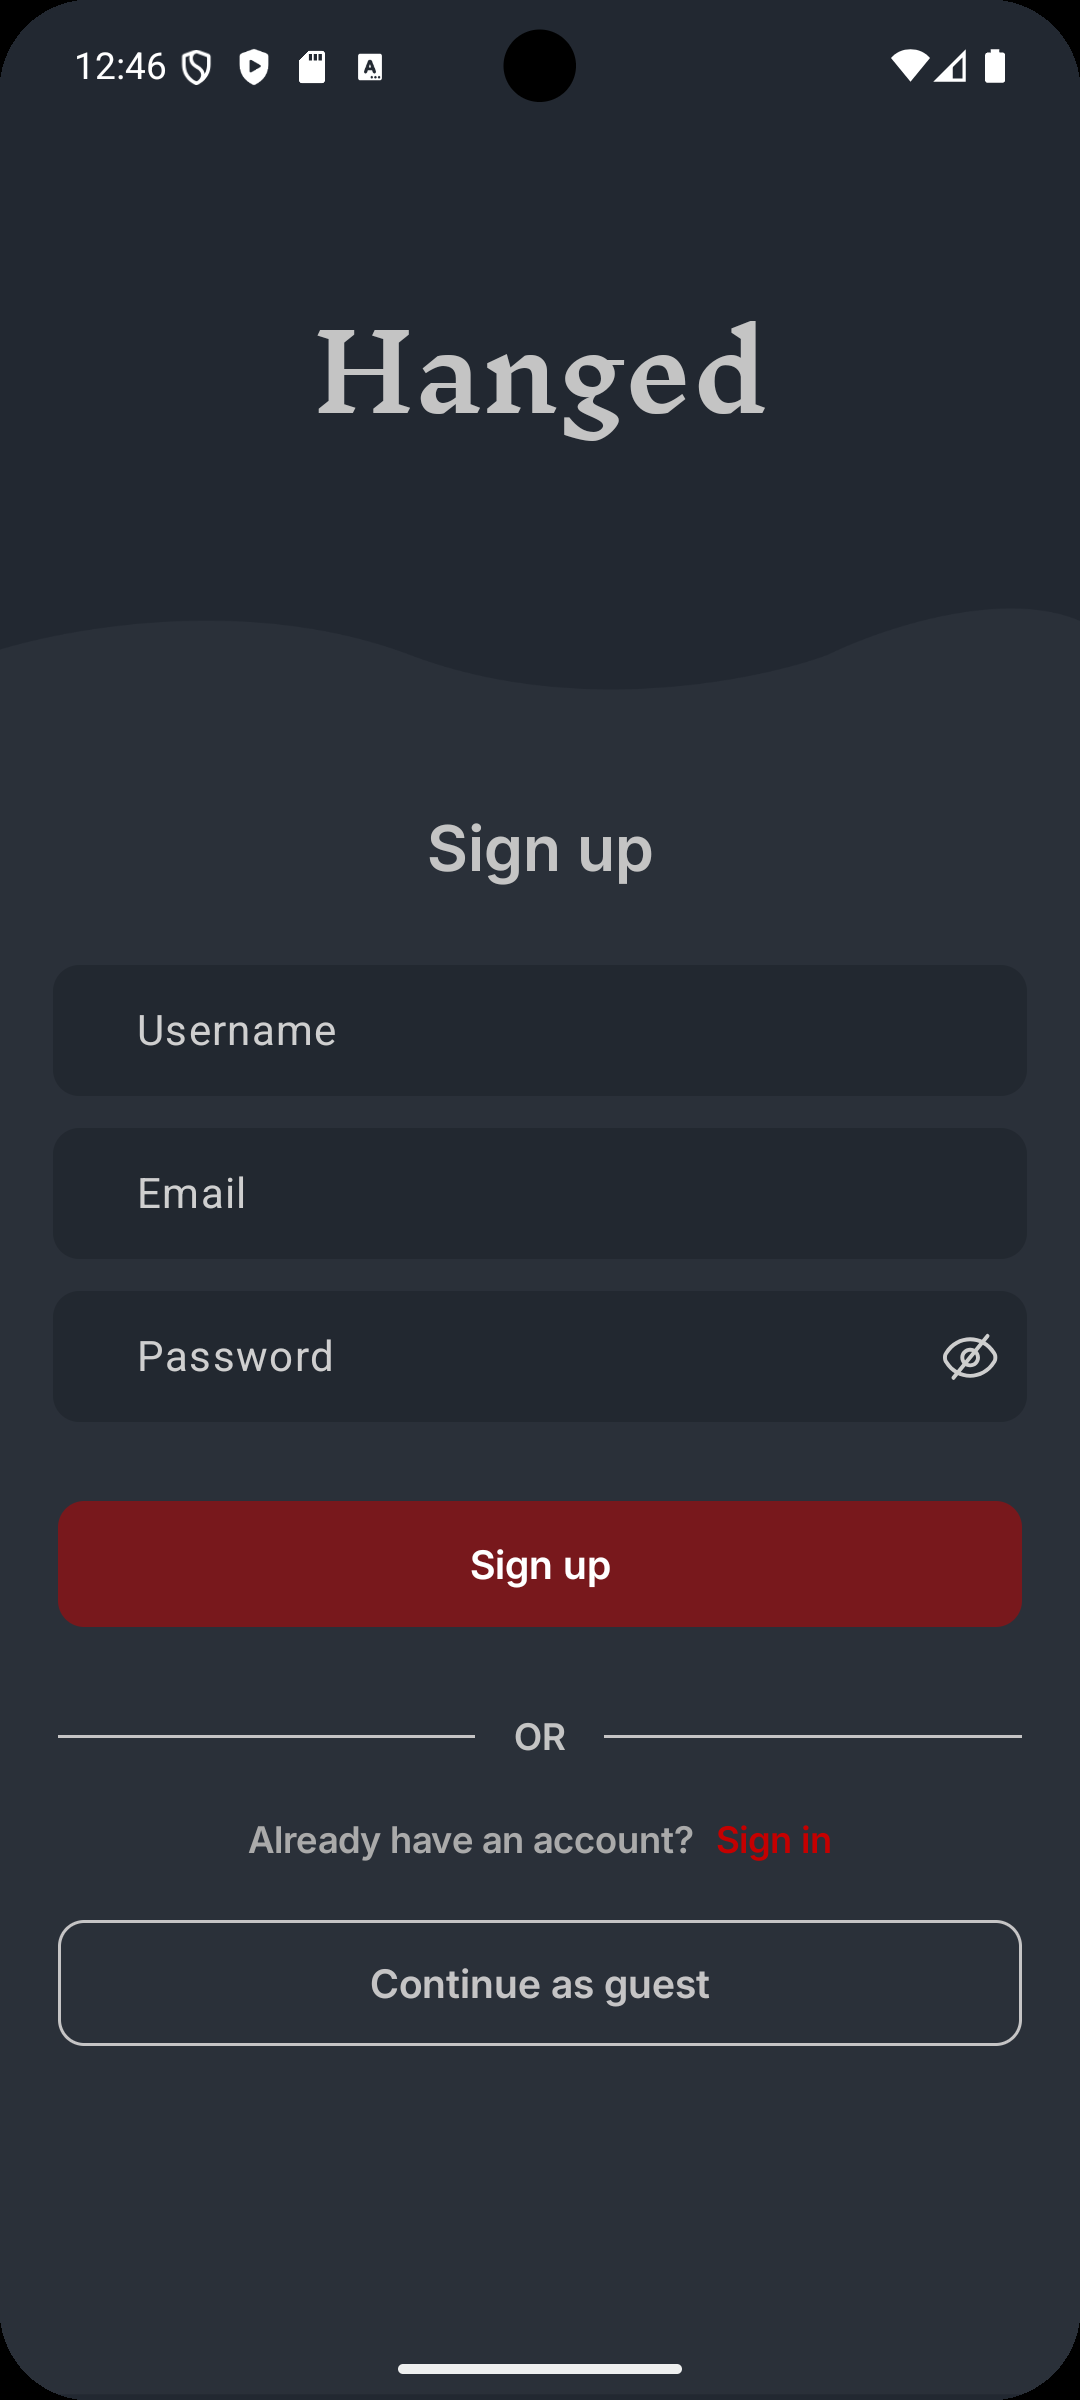 12:46
Hanged
Sign up
Username
Email
Password
Sign up
OR
Already have an account? Sign in
Continue as guest